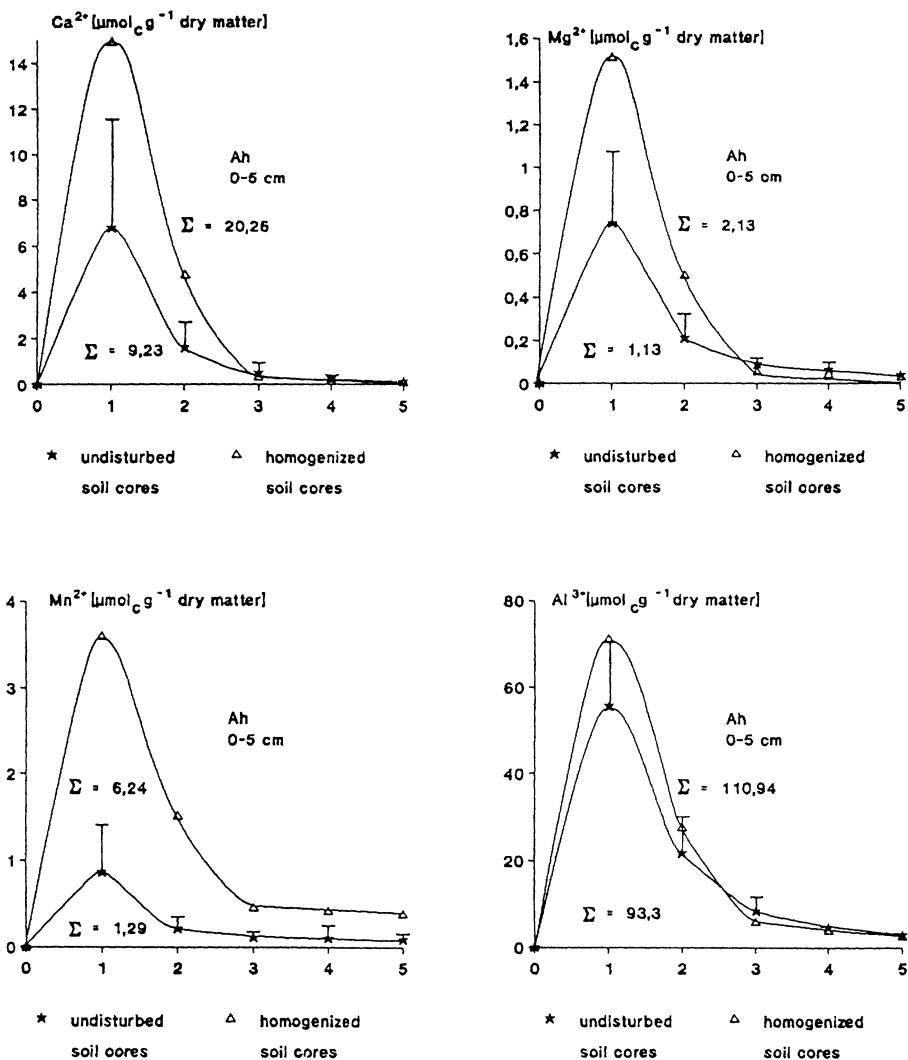 Ca²⁺ [µmol_c g⁻¹ dry matter]
14
12
10
8
6
4
2
0
Ah
0-5 cm
Σ = 20,26
Σ = 9,23
0 1 2 3 4 5
★ undisturbed soil cores
△ homogenized soil cores
Mg²⁺ [µmol_c g⁻¹ dry matter]
1,6
1,4
1,2
1
0,8
0,6
0,4
0,2
0
Ah
0-5 cm
Σ = 2,13
Σ = 1,13
0 1 2 3 4 5
★ undisturbed soil cores
△ homogenized soil cores
Mn²⁺ [µmol_c g⁻¹ dry matter]
4
3
2
1
0
Ah
0-5 cm
Σ = 6,24
Σ = 1,29
0 1 2 3 4 5
★ undisturbed soil cores
△ homogenized soil cores
Al³⁺ [µmol_c g⁻¹ dry matter]
80
60
40
20
0
Ah
0-5 cm
Σ = 110,94
Σ = 93,3
0 1 2 3 4 5
★ undisturbed soil cores
△ homogenized soil cores